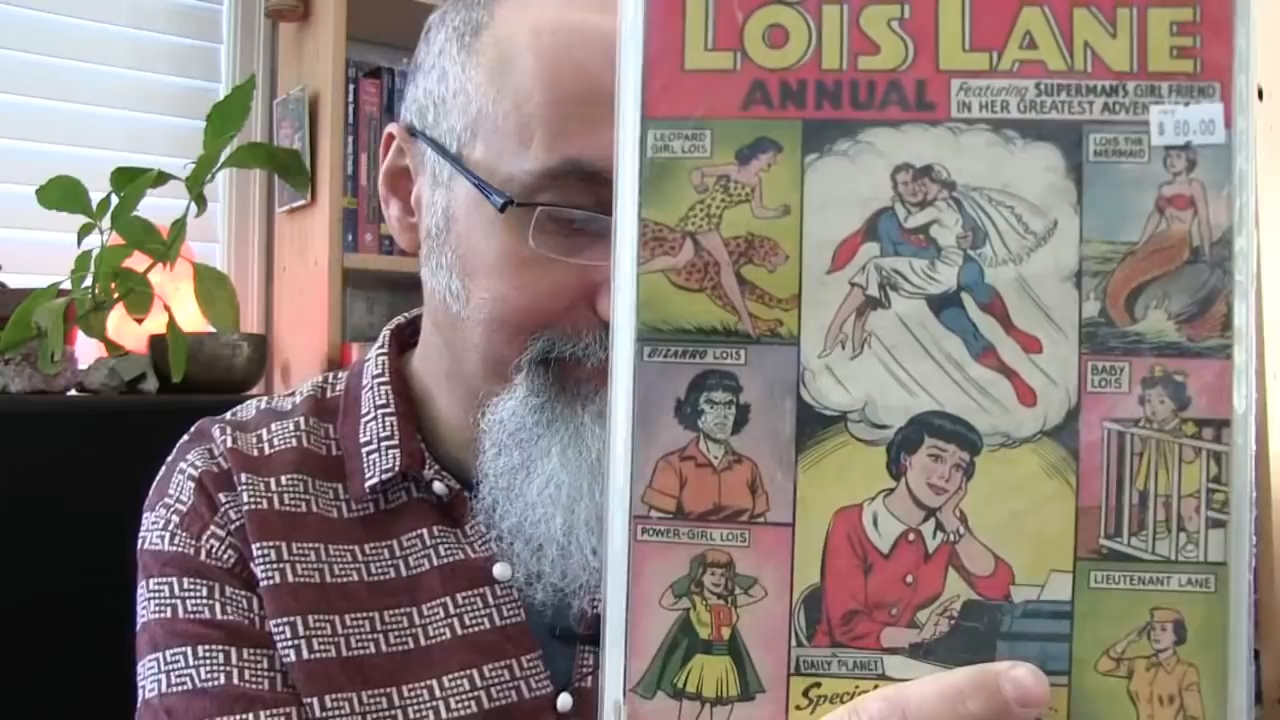 LOIS LANE
ANNUAL
Featuring SUPERMAN'S GIRL FRIEND
IN HER GREATEST
$ 80.00
LEOPARD
GIRL LOIS
LOIS THE
MERMAID
BIZARRO LOIS
BABY
LOIS
POWER-GIRL LOIS
P
LIEUTENANT LANE
DAILY PLANET